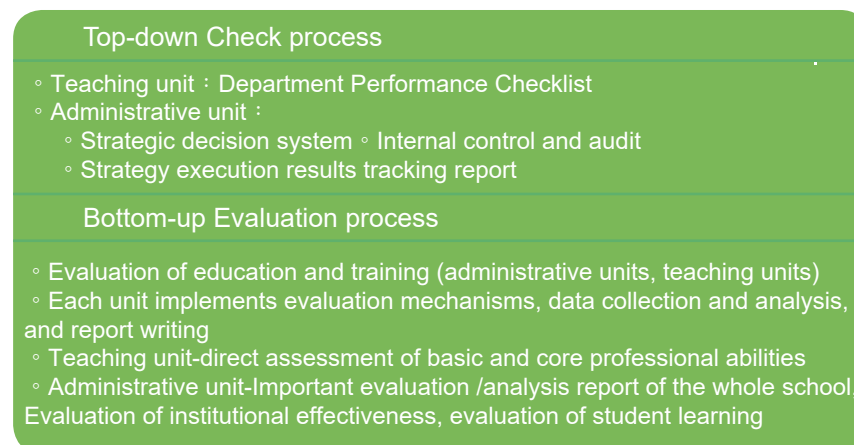 Top-down Check process
◦ Teaching unit：Department Performance Checklist
◦ Administrative unit：
◦ Strategic decision system ◦ Internal control and audit
◦ Strategy execution results tracking report
Bottom-up Evaluation process
◦ Evaluation of education and training (administrative units, teaching units)
◦ Each unit implements evaluation mechanisms, data collection and analysis,
and report writing
◦ Teaching unit-direct assessment of basic and core professional abilities
◦ Administrative unit-Important evaluation /analysis report of the whole school.
Evaluation of institutional effectiveness, evaluation of student learning